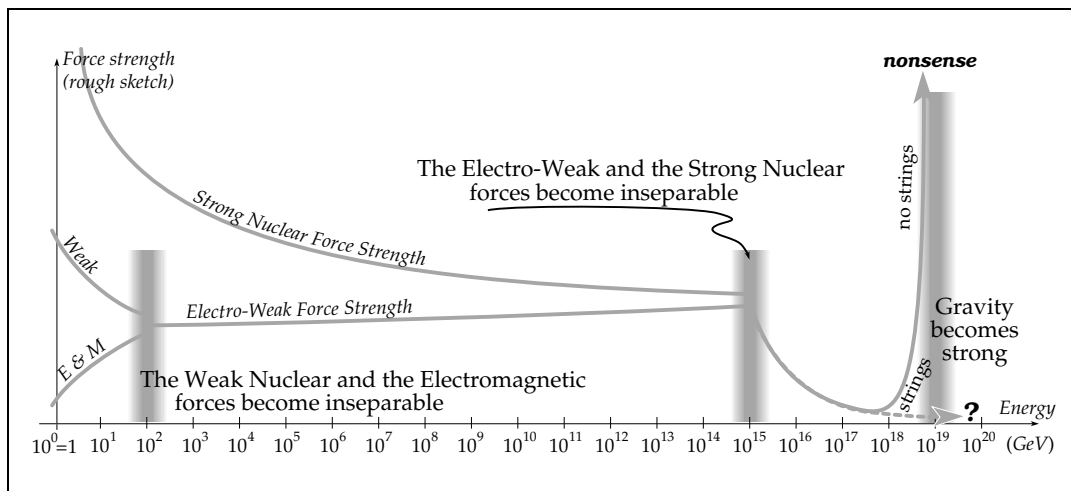 Force strength
(rough sketch)
nonsense
The Electro-Weak and the Strong Nuclear
forces become inseparable
no strings
Strong Nuclear Force Strength
Weak
Electro-Weak Force Strength
Gravity
becomes
strong
E & M
The Weak Nuclear and the Electromagnetic
forces become inseparable
strings
?
Energy
10⁰=1 10¹ 10² 10³ 10⁴ 10⁵ 10⁶ 10⁷ 10⁸ 10⁹ 10¹⁰ 10¹¹ 10¹² 10¹³ 10¹⁴ 10¹⁵ 10¹⁶ 10¹⁷ 10¹⁸ 10¹⁹ 10²⁰ (GeV)